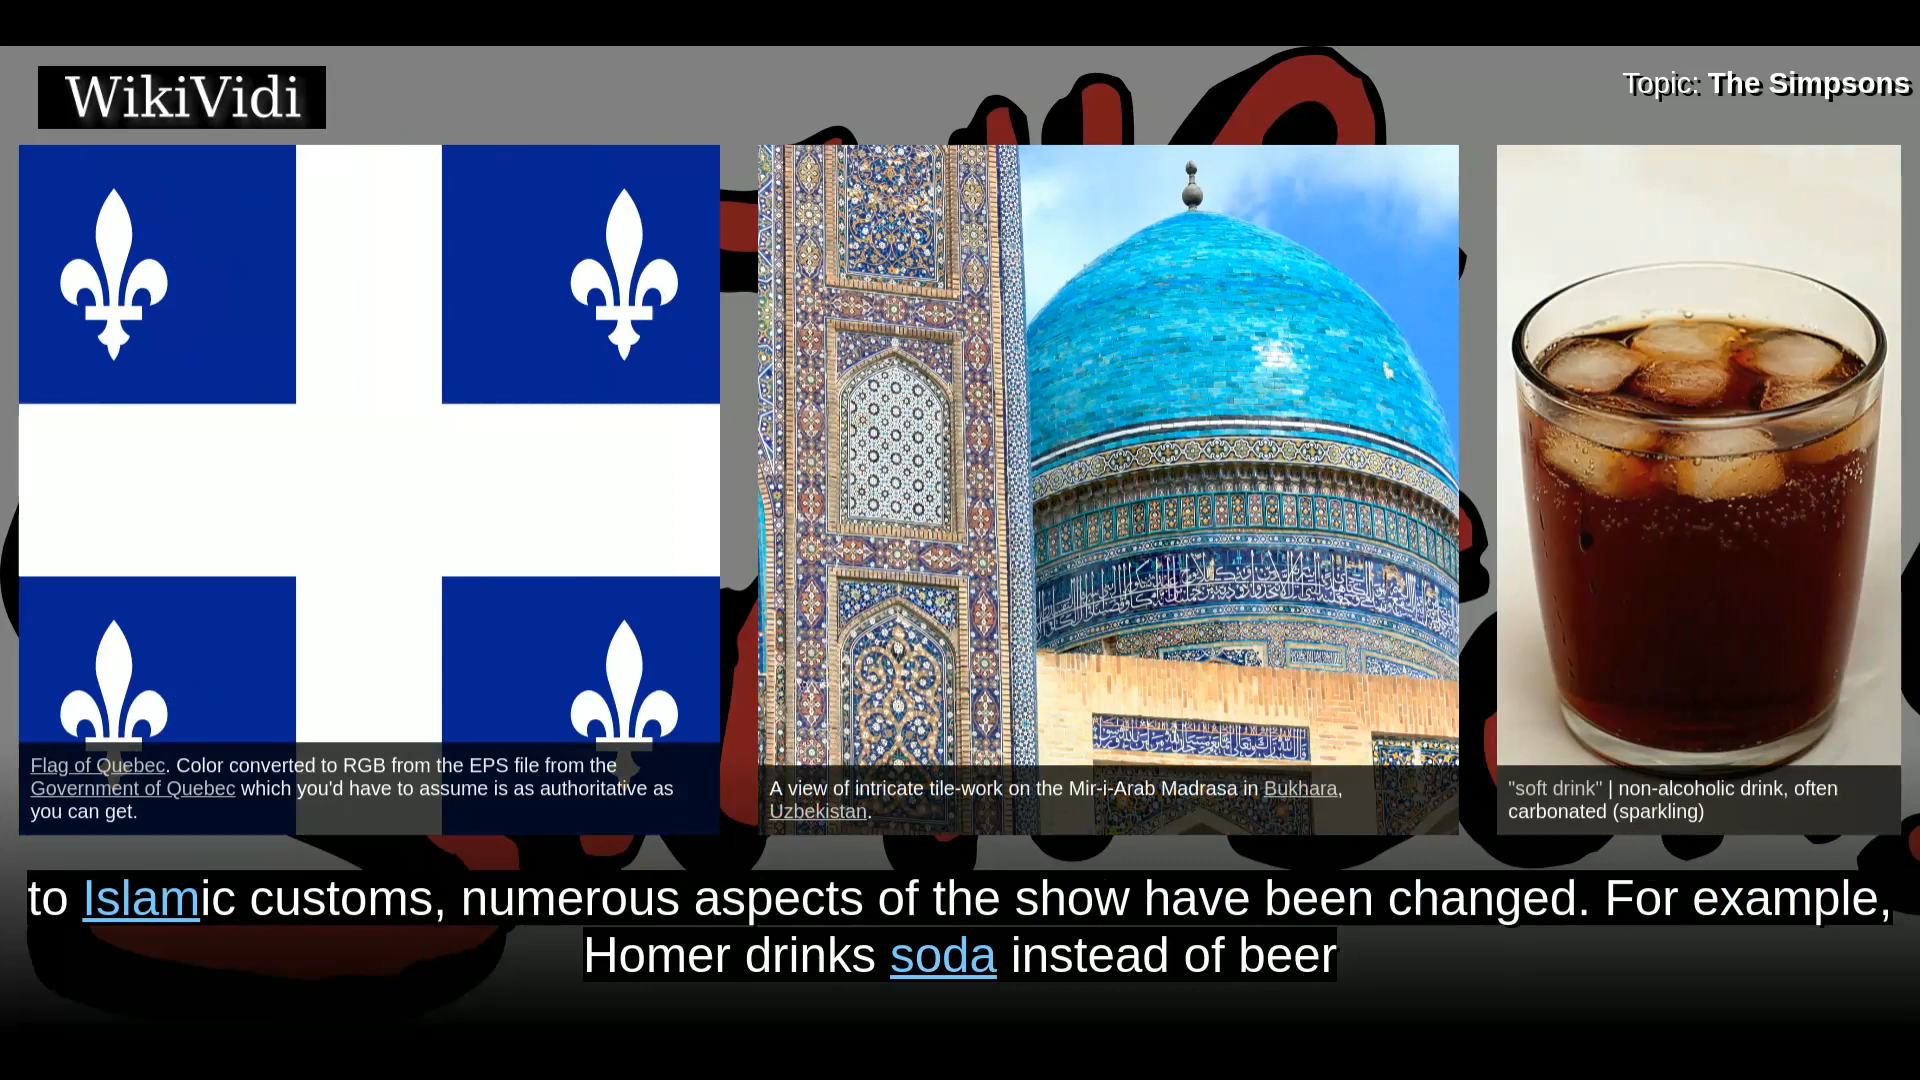 WikiVidi
Topic: The Simpsons
Flag of Quebec. Color converted to RGB from the EPS file from the
Government of Quebec which you'd have to assume is as authoritative as
you can get.
A view of intricate tile-work on the Mir-i-Arab Madrasa in Bukhara,
Uzbekistan.
"soft drink" | non-alcoholic drink, often
carbonated (sparkling)
to Islamic customs, numerous aspects of the show have been changed. For example,
Homer drinks soda instead of beer